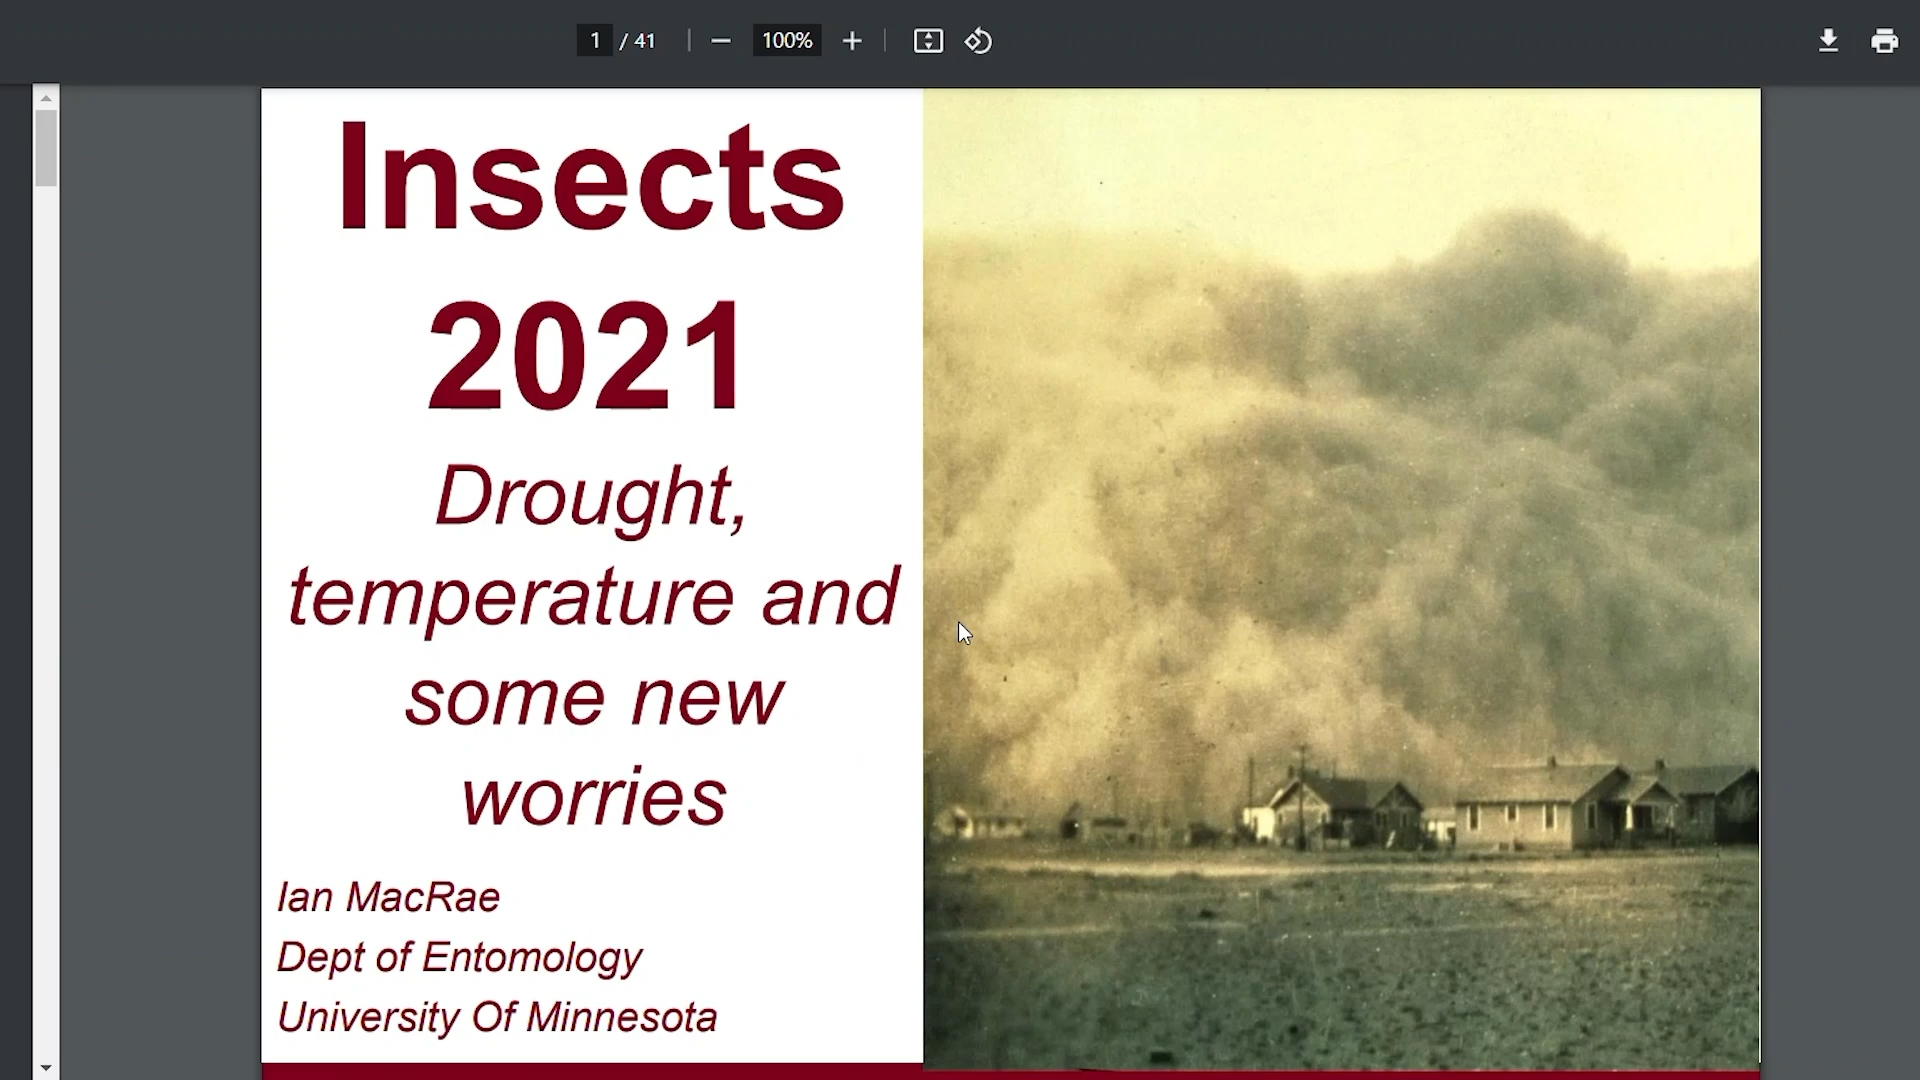 1 / 41 100%
Insects
2021
Drought,
temperature and
some new
worries
Ian MacRae
Dept of Entomology
University Of Minnesota